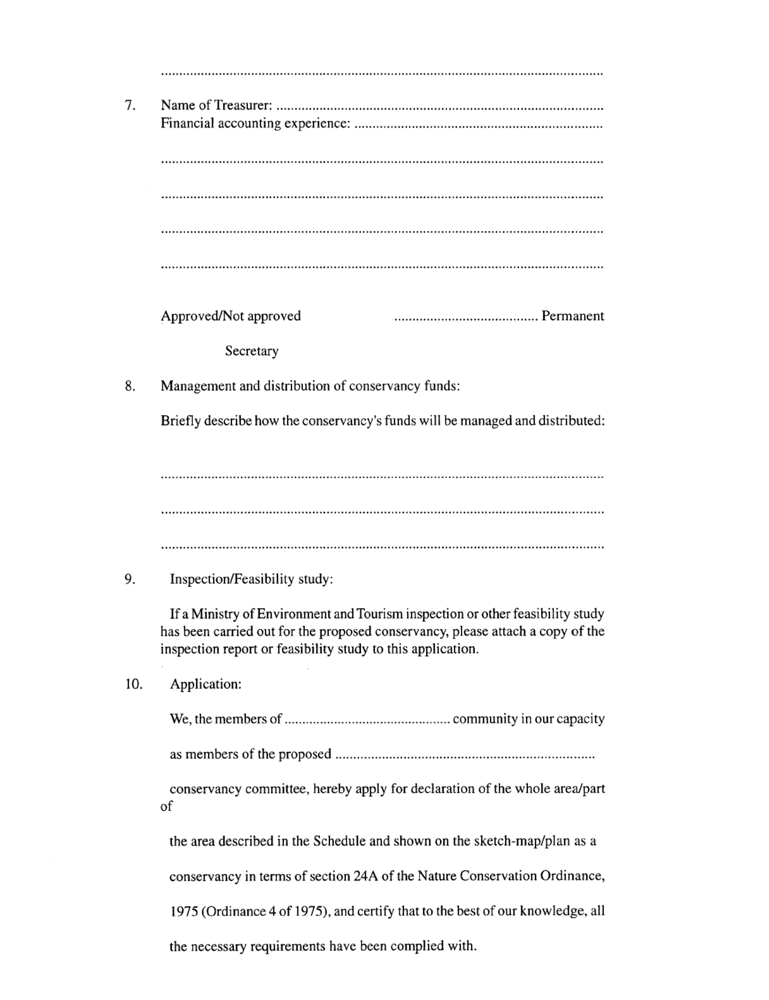 ................................................................................
7. Name of Treasurer: ................................................................................
Financial accounting experience: ................................................................................
................................................................................
................................................................................
................................................................................
................................................................................
Approved/Not approved ........................................ Permanent
Secretary
8. Management and distribution of conservancy funds:
Briefly describe how the conservancy's funds will be managed and distributed:
................................................................................
................................................................................
................................................................................
9. Inspection/Feasibility study:
If a Ministry of Environment and Tourism inspection or other feasibility study
has been carried out for the proposed conservancy, please attach a copy of the
inspection report or feasibility study to this application.
10. Application:
We, the members of ............................................. community in our capacity
as members of the proposed ........................................................................
conservancy committee, hereby apply for declaration of the whole area/part
of
the area described in the Schedule and shown on the sketch-map/plan as a
conservancy in terms of section 24A of the Nature Conservation Ordinance,
1975 (Ordinance 4 of 1975), and certify that to the best of our knowledge, all
the necessary requirements have been complied with.